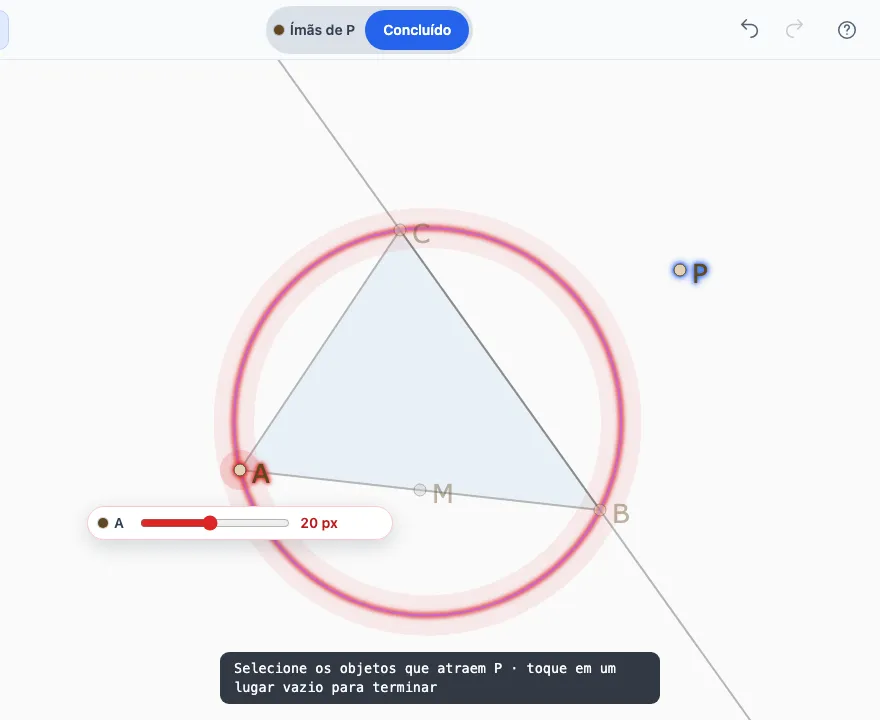 Ímãs de P
Concluído
C
P
A
M
B
A
20 px
Selecione os objetos que atraem P · toque em um
lugar vazio para terminar